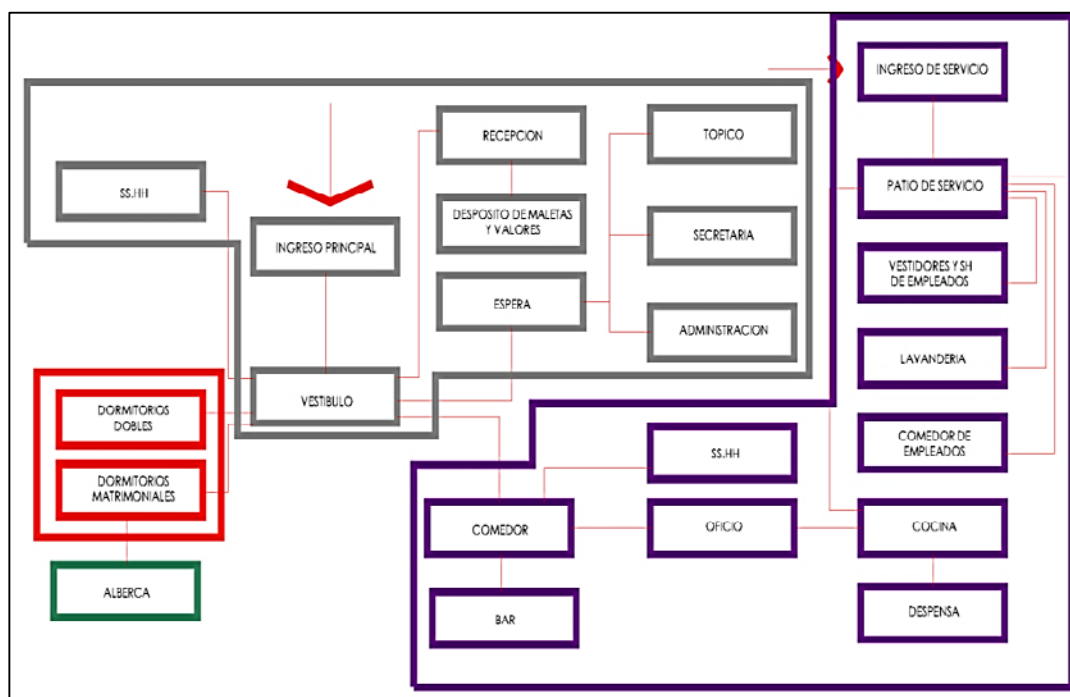 INGRESO DE SERVICIO
RECEPCION
TOPICO
SS.HH
PATIO DE SERVICIO
DESPOSITO DE MALETAS
Y VALORES
INGRESO PRINCIPAL
SECRETARIA
VESTIDORES Y SH
DE EMPLEADOS
ESPERA
ADMINISTRACION
LAVANDERIA
VESTIBULO
DORMITORIOS
DOBLES
COMEDOR DE
EMPLEADOS
SS.HH
DORMITORIOS
MATRIMONIALES
COMEDOR
OFICIO
COCINA
ALBERCA
BAR
DESPENSA